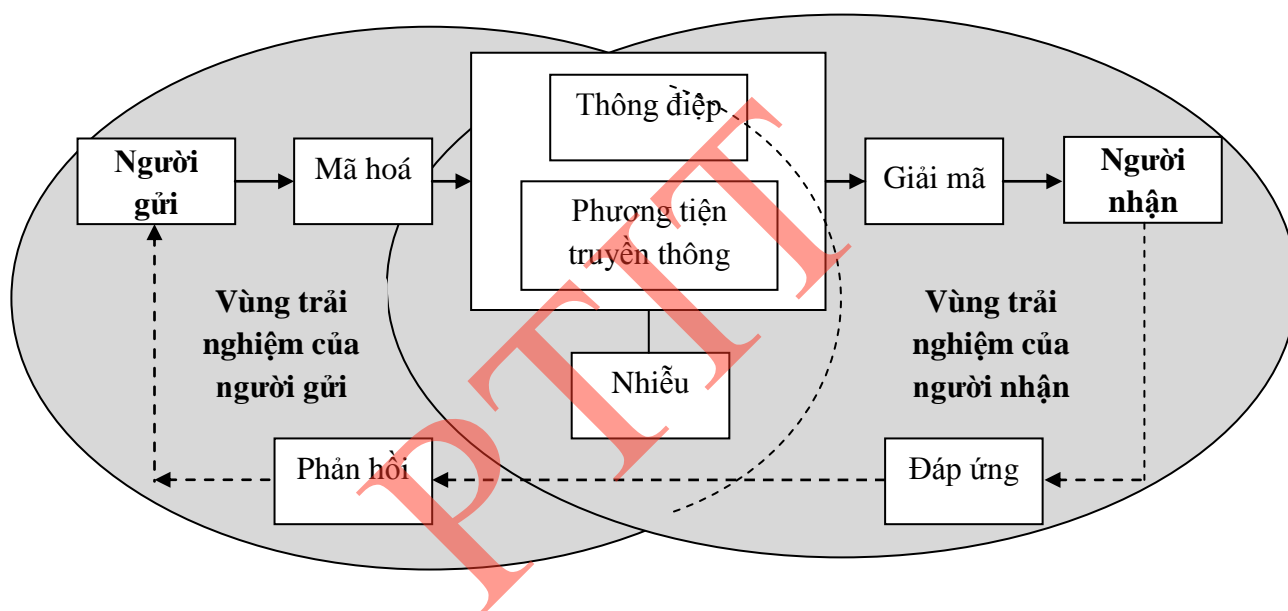 Thông điệp
Người
gửi
Mã hoá
Phương tiện
truyền thông
Giải mã
Người
nhận
Vùng trải
nghiệm của
người gửi
Nhiễu
Vùng trải
nghiệm của
người nhận
Phản hồi
Đáp ứng
PTIT